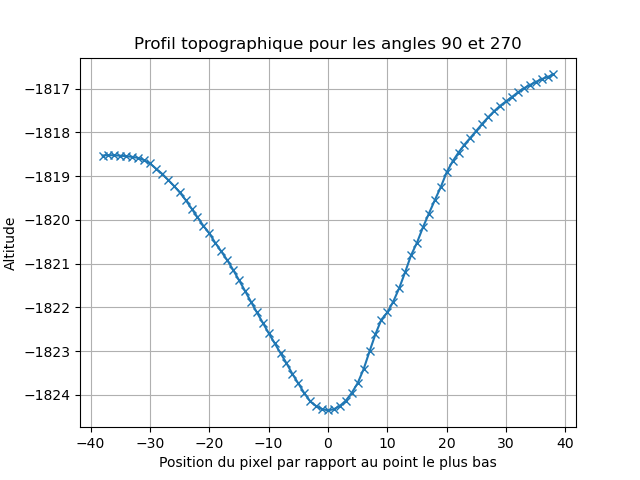 Profil topographique pour les angles 90 et 270
−1817
−1818
−1819
−1820
−1821
−1822
−1823
−1824
Altitude
−40 −30 −20 −10 0 10 20 30 40
Position du pixel par rapport au point le plus bas